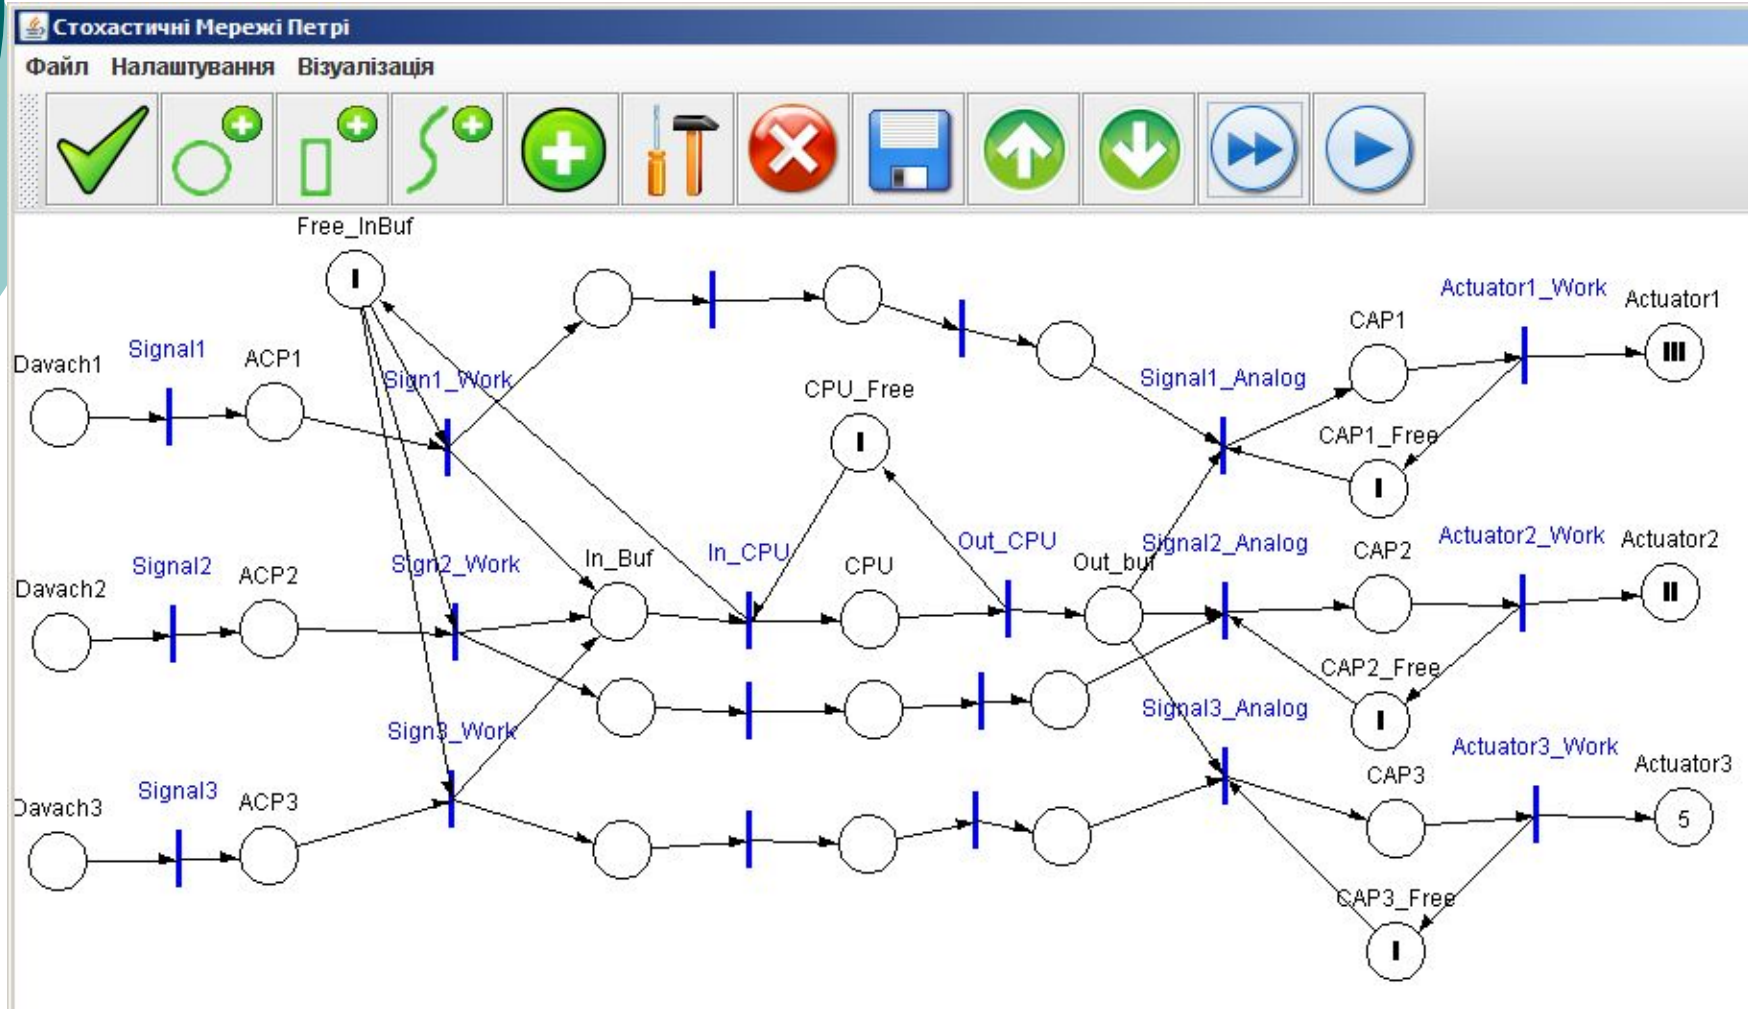 Стохастичні Мережі Петрі
Файл Налаштування Візуалізація
Free_InBuf
Actuator1_Work
Actuator1
CAP1
Signal1
ACP1
Davach1
Sign1_Work
CPU_Free
Signal1_Analog
CAP1_Free
Signal2
ACP2
Davach2
Sign2_Work
In_Buf
In_CPU
CPU
Out_CPU
Out_buf
Signal2_Analog
CAP2
Actuator2_Work
Actuator2
CAP2_Free
Signal3_Analog
Sign3_Work
Signal3
ACP3
Davach3
CAP3
Actuator3_Work
Actuator3
5
CAP3_Free